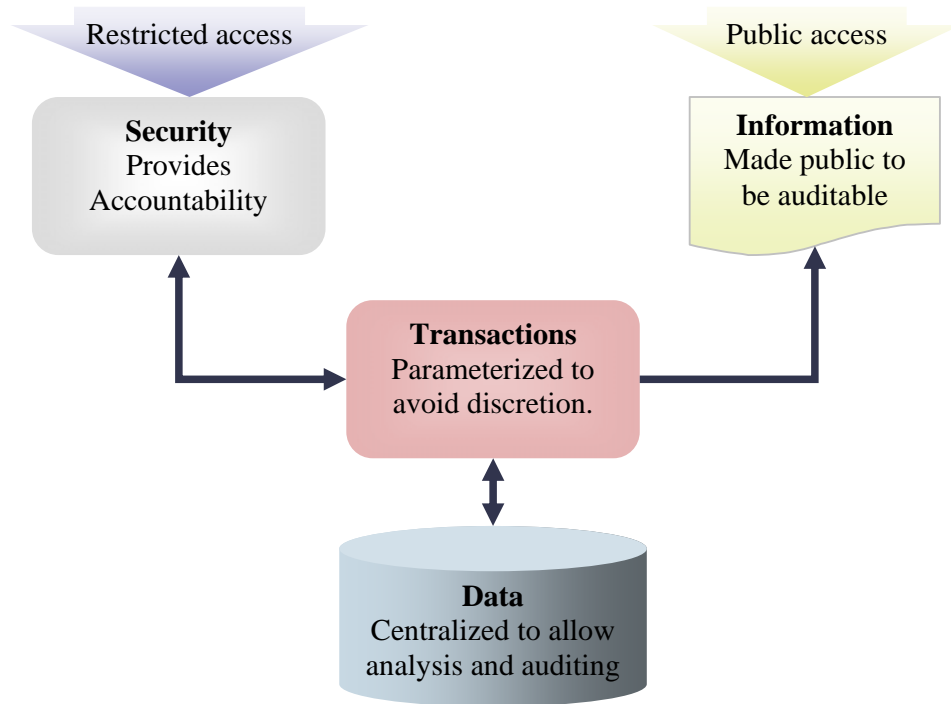 Restricted access
Public access
Security
Provides
Accountability
Information
Made public to
be auditable
Transactions
Parameterized to
avoid discretion.
Data
Centralized to allow
analysis and auditing